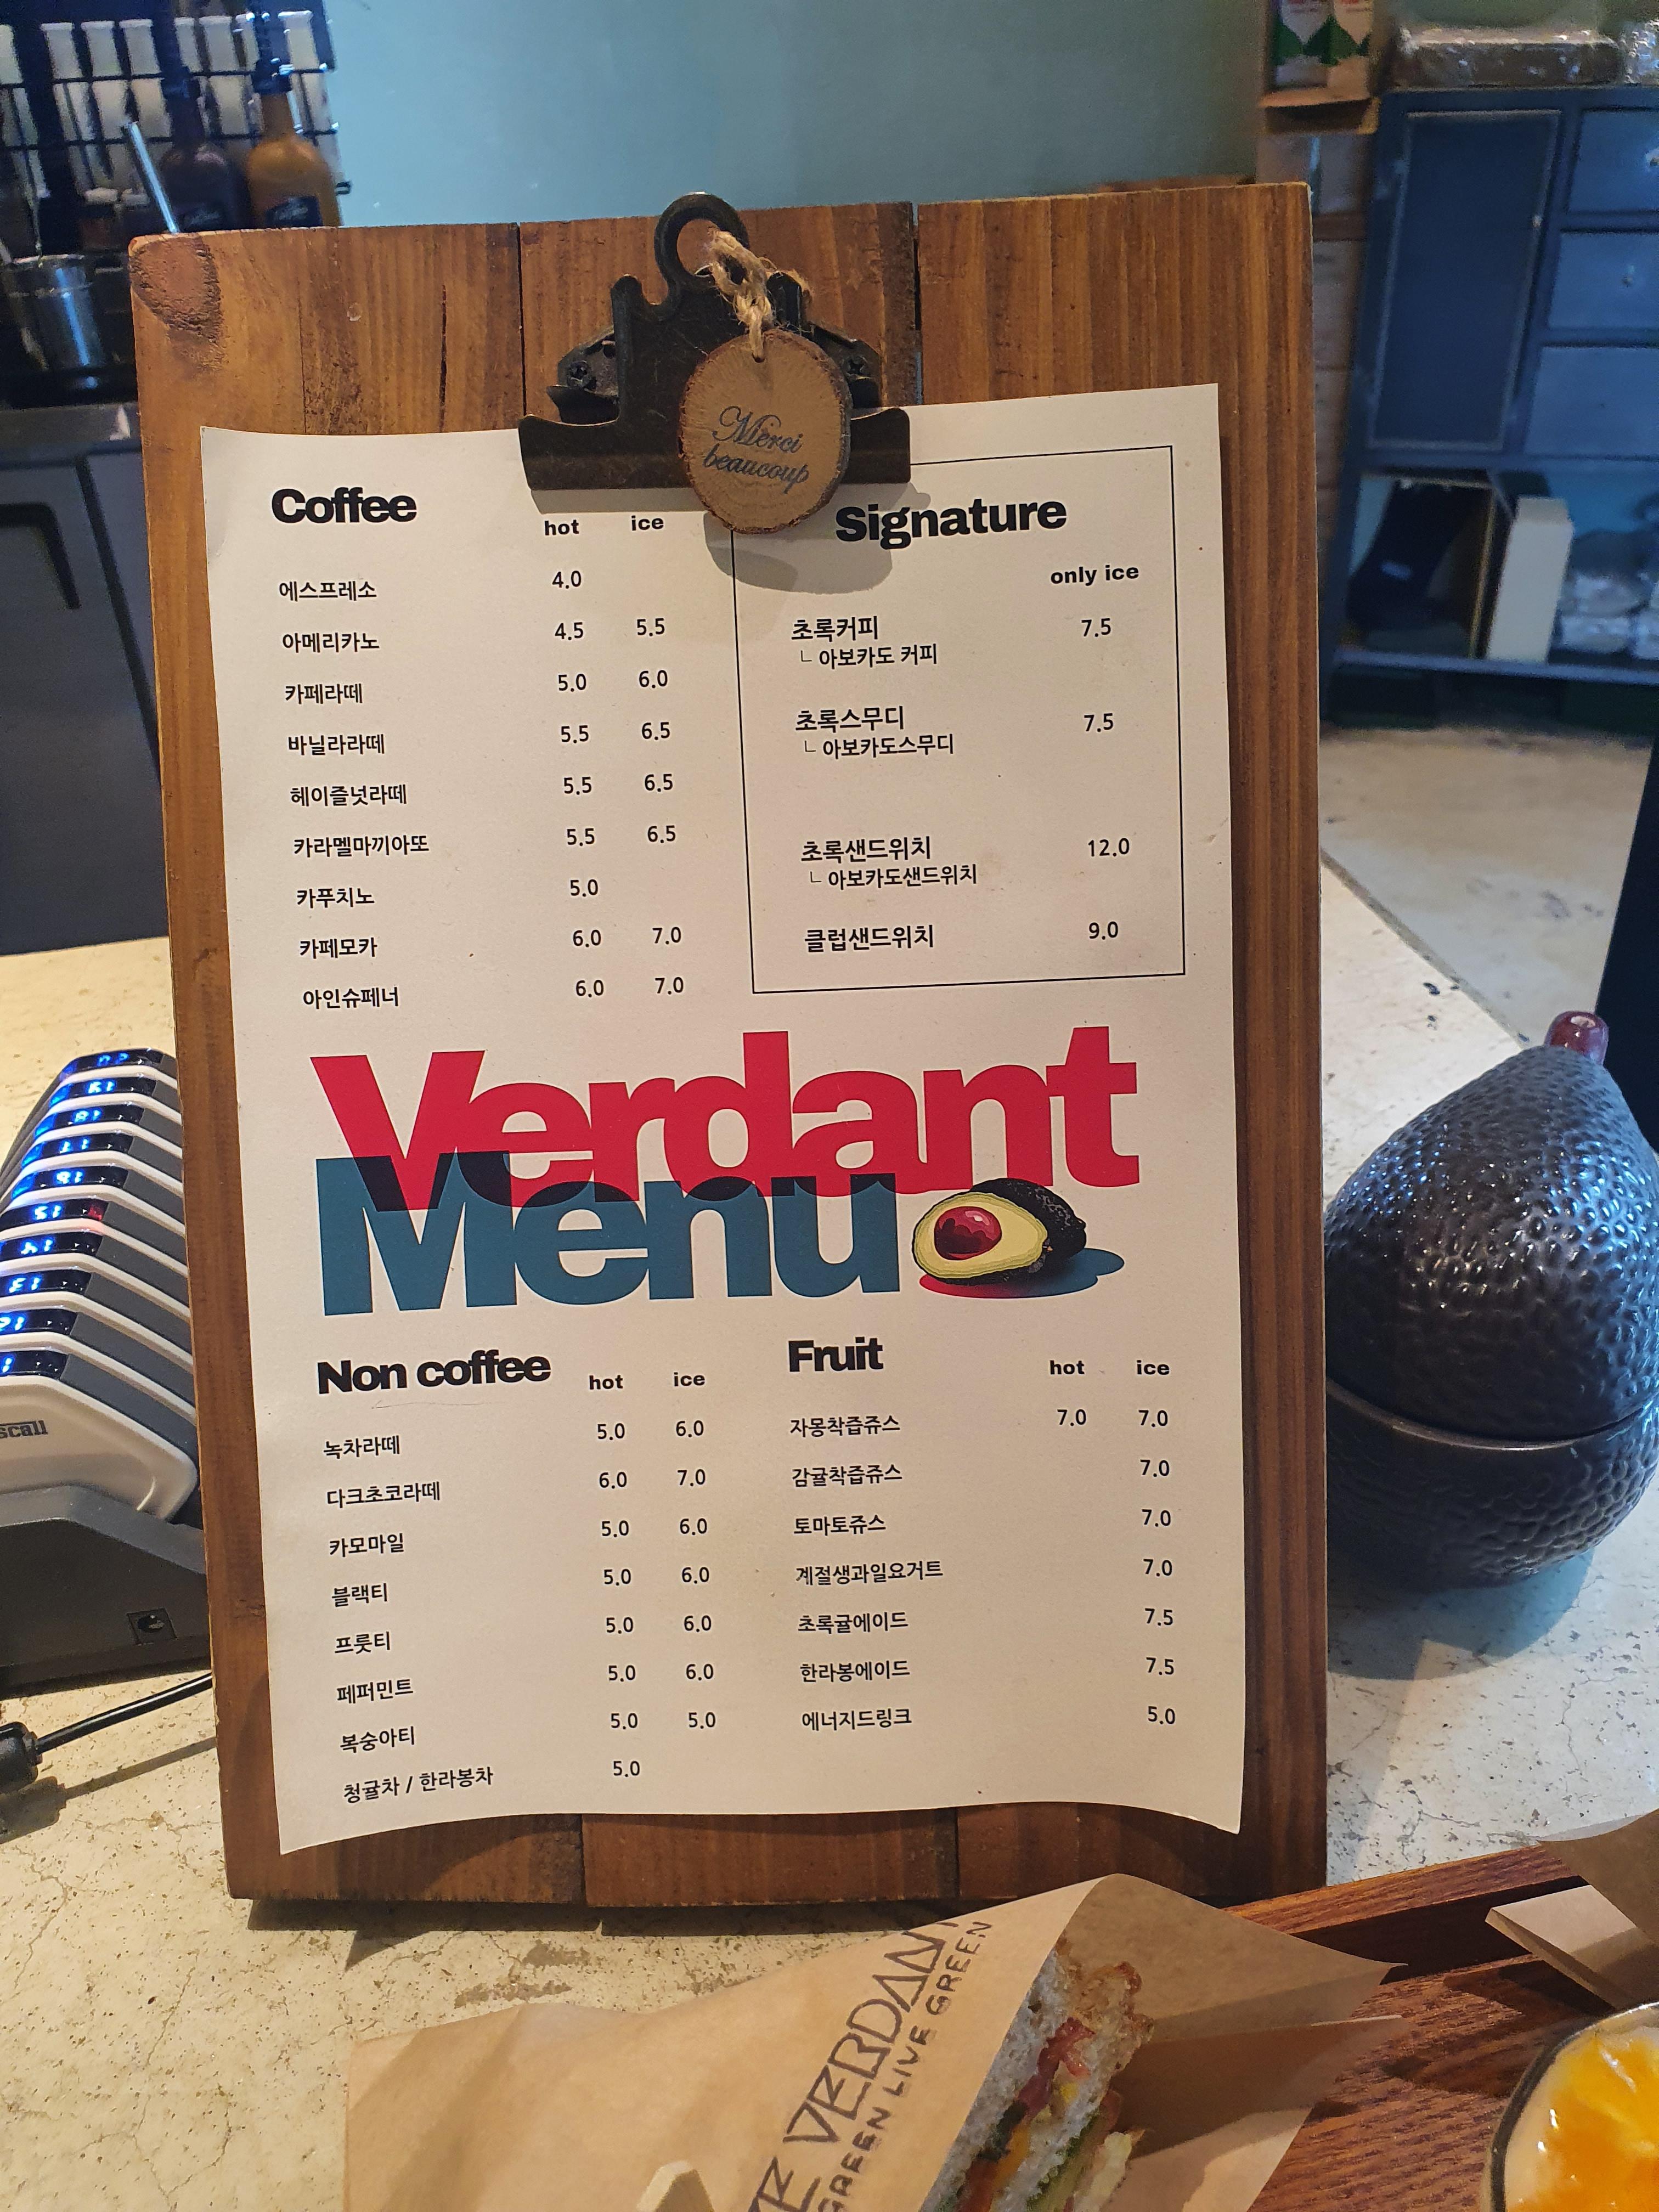 Merci
beaucoup
Coffee
hot ice
에스프레소 4.0
아메리카노 4.5 5.5
카페라떼 5.0 6.0
바닐라라떼 5.5 6.5
헤이즐넛라떼 5.5 6.5
카라멜마끼아또 5.5 6.5
카푸치노 5.0
카페모카 6.0 7.0
아인슈페너 6.0 7.0
Signature
only ice
초록커피 7.5
└ 아보카도 커피
초록스무디 7.5
└ 아보카도스무디
초록샌드위치 12.0
└ 아보카도샌드위치
클럽샌드위치 9.0
Verdant
Menu
Non coffee
hot ice
녹차라떼 5.0 6.0
다크초코라떼 6.0 7.0
카모마일 5.0 6.0
블랙티 5.0 6.0
프룻티 5.0 6.0
페퍼민트 5.0 6.0
복숭아티 5.0 5.0
청귤차 / 한라봉차 5.0
Fruit
hot ice
자몽착즙쥬스 7.0 7.0
감귤착즙쥬스 7.0
토마토쥬스 7.0
계절생과일요거트 7.0
초록귤에이드 7.5
한라봉에이드 7.5
에너지드링크 5.0
VERDANT
GREEN LIVE GREEN